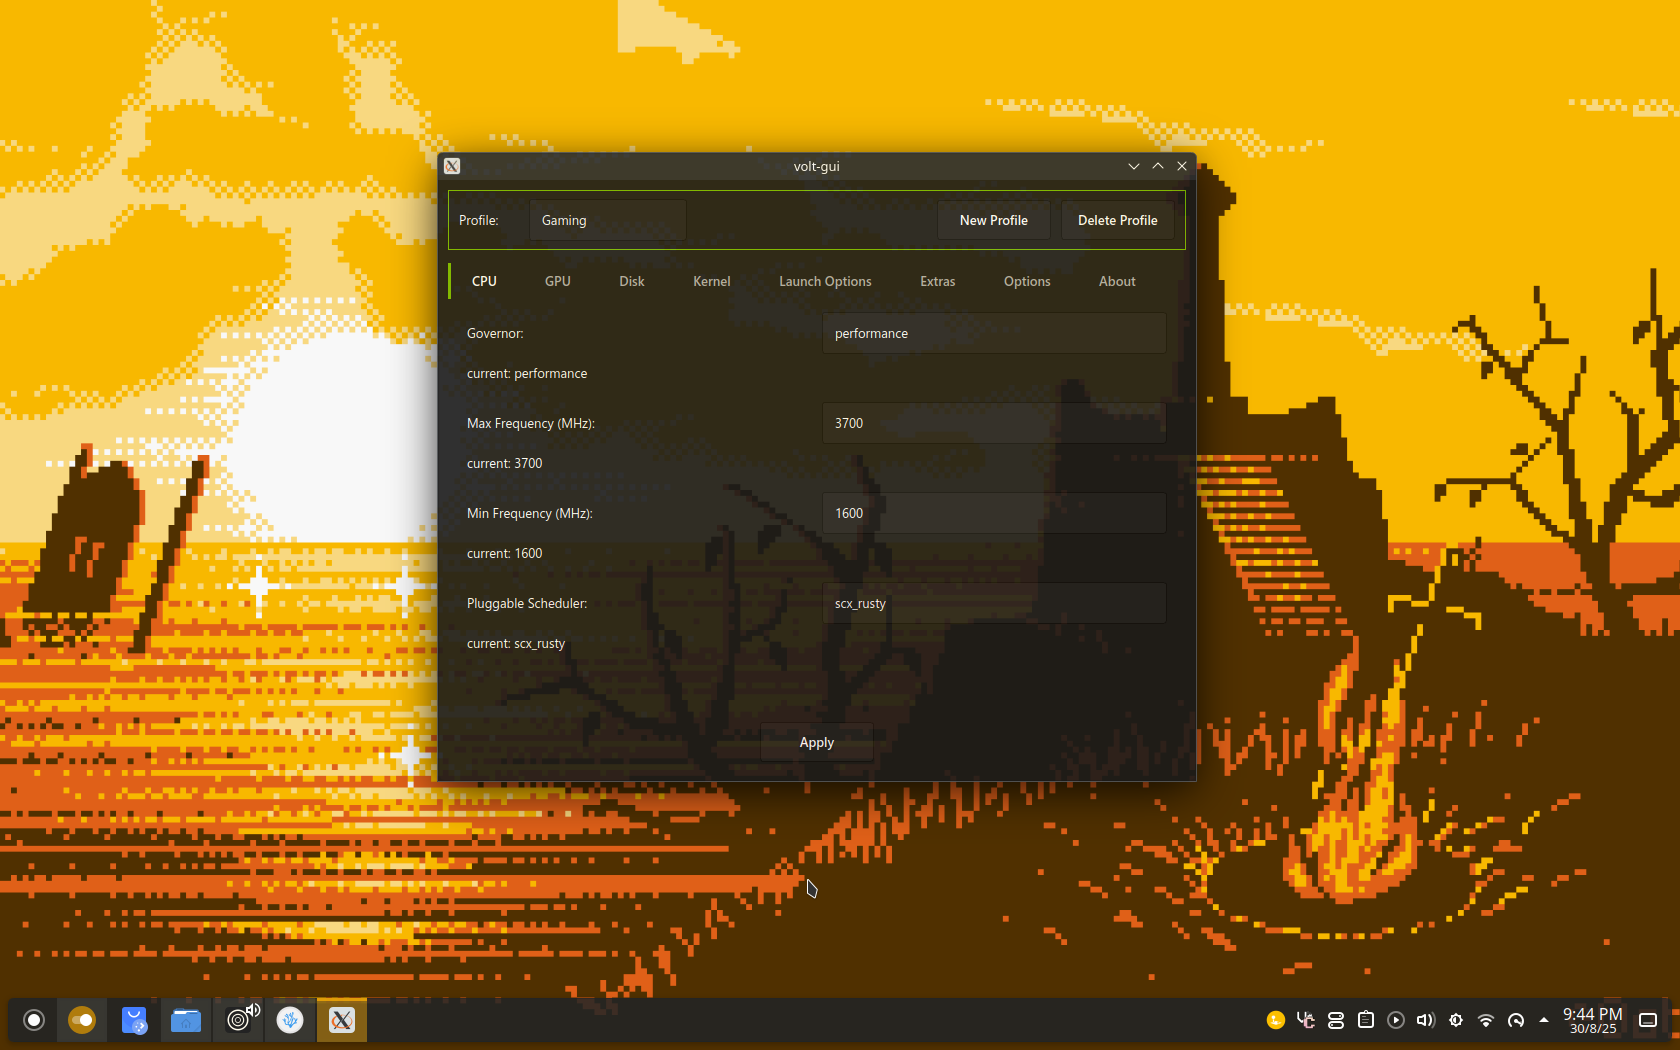 volt-gui
Profile: Gaming New Profile Delete Profile
CPU GPU Disk Kernel Launch Options Extras Options About
Governor: performance
current: performance
Max Frequency (MHz): 3700
current: 3700
Min Frequency (MHz): 1600
current: 1600
Pluggable Scheduler: scx_rusty
current: scx_rusty
Apply
9:44 PM
30/8/25